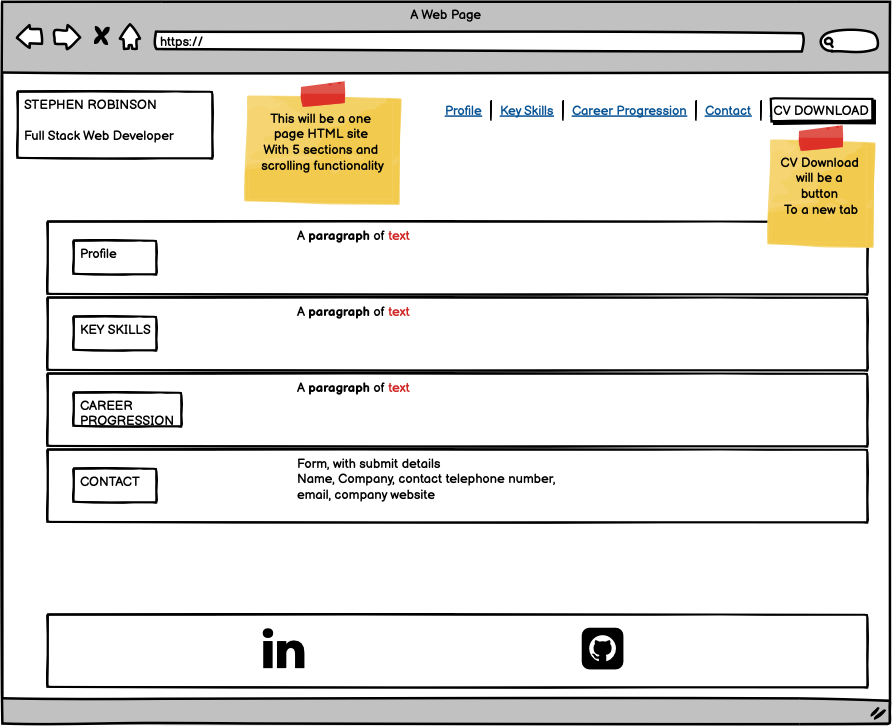 A Web Page
https://
STEPHEN ROBINSON
Full Stack Web Developer
This will be a one
page HTML site
With 5 sections and
scrolling functionality
Profile | Key Skills | Career Progression | Contact | CV DOWNLOAD
CV Download
will be a
button
To a new tab
Profile
A paragraph of text
KEY SKILLS
A paragraph of text
CAREER
PROGRESSION
A paragraph of text
CONTACT
Form, with submit details
Name, Company, contact telephone number,
email, company website
in